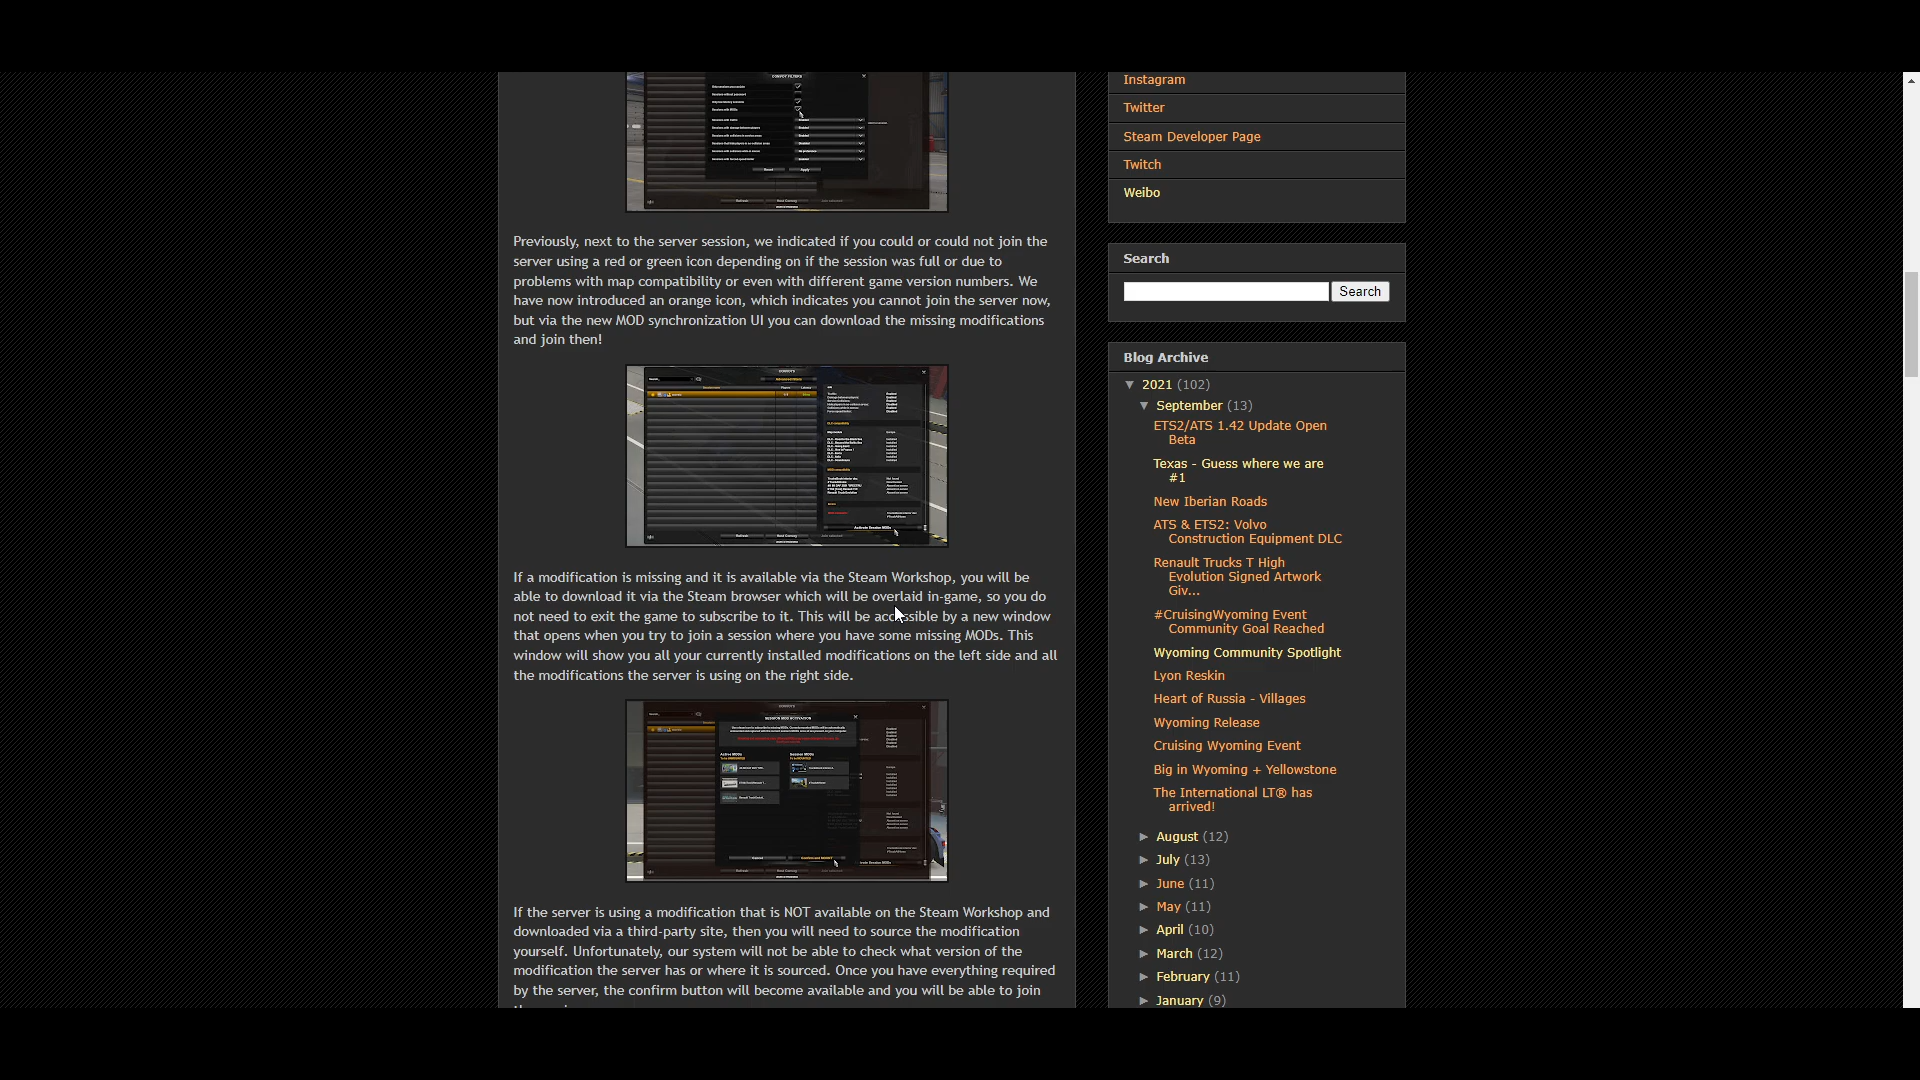 CONVOY FILTERS
Reset
Apply
Previously, next to the server session, we indicated if you could or could not join the
server using a red or green icon depending on if the session was full or due to
problems with map compatibility or even with different game version numbers. We
have now introduced an orange icon, which indicates you cannot join the server now,
but via the new MOD synchronization UI you can download the missing modifications
and join then!
Activate Session MODs
If a modification is missing and it is available via the Steam Workshop, you will be
able to download it via the Steam browser which will be overlaid in-game, so you do
not need to exit the game to subscribe to it. This will be accessible by a new window
that opens when you try to join a session where you have some missing MODs. This
window will show you all your currently installed modifications on the left side and all
the modifications the server is using on the right side.
SESSION MOD ACTIVATION
Active MODs
Session MODs
If the server is using a modification that is NOT available on the Steam Workshop and
downloaded via a third-party site, then you will need to source the modification
yourself. Unfortunately, our system will not be able to check what version of the
modification the server has or where it is sourced. Once you have everything required
by the server, the confirm button will become available and you will be able to join
Instagram
Twitter
Steam Developer Page
Twitch
Weibo
Search
Search
Blog Archive
▼ 2021 (102)
▼ September (13)
ETS2/ATS 1.42 Update Open
Beta
Texas - Guess where we are
#1
New Iberian Roads
ATS & ETS2: Volvo
Construction Equipment DLC
Renault Trucks T High
Evolution Signed Artwork
Giv...
#CruisingWyoming Event
Community Goal Reached
Wyoming Community Spotlight
Lyon Reskin
Heart of Russia - Villages
Wyoming Release
Cruising Wyoming Event
Big in Wyoming + Yellowstone
The International LT® has
arrived!
► August (12)
► July (13)
► June (11)
► May (11)
► April (10)
► March (12)
► February (11)
► January (9)